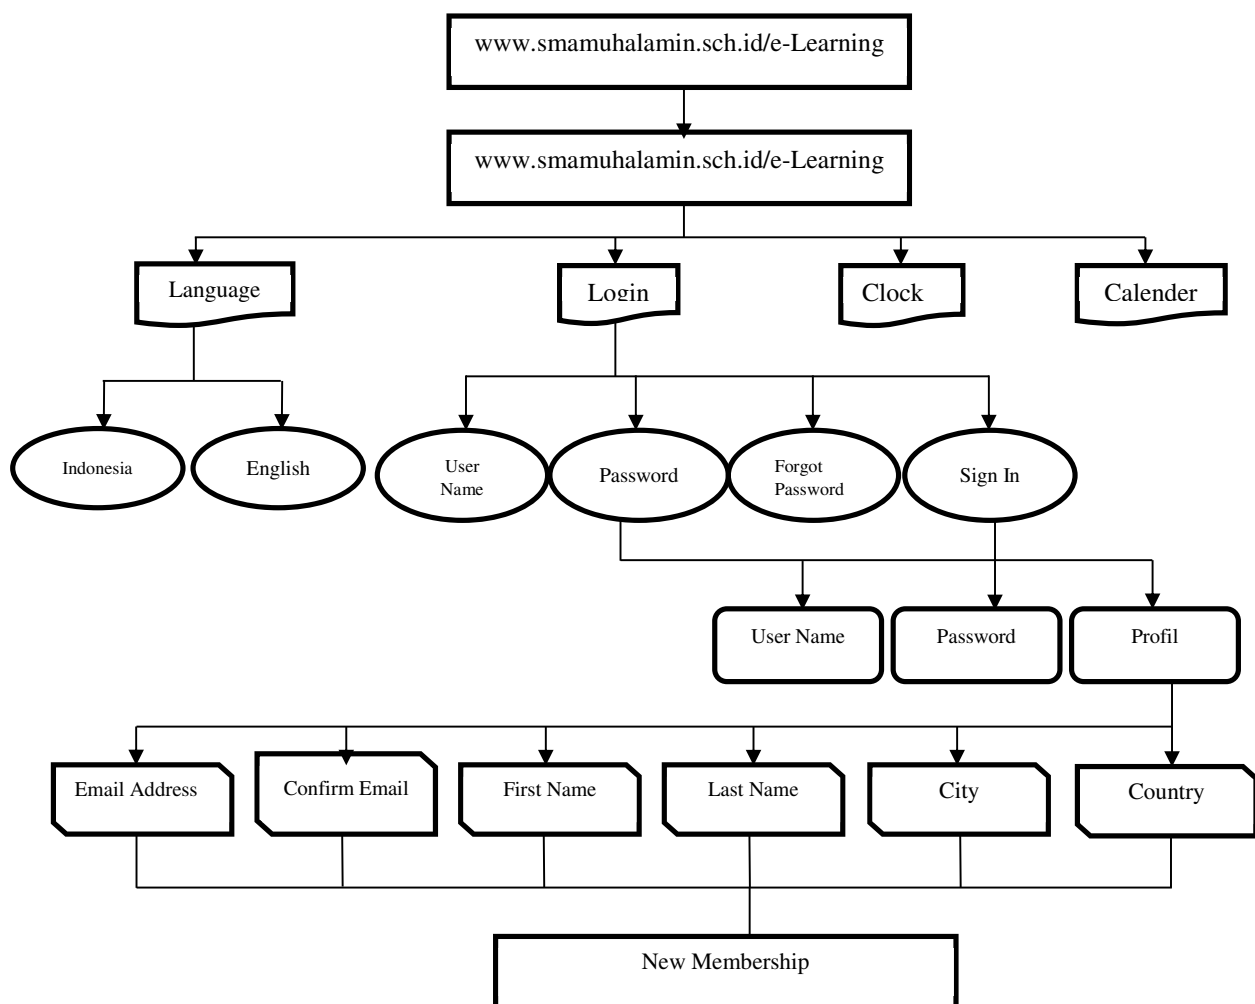 www.smamuhalamin.sch.id/e-Learning
www.smamuhalamin.sch.id/e-Learning
Language
Login
Clock
Calender
Indonesia
English
User
Name
Password
Forgot
Password
Sign In
User Name
Password
Profil
Email Address
Confirm Email
First Name
Last Name
City
Country
New Membership